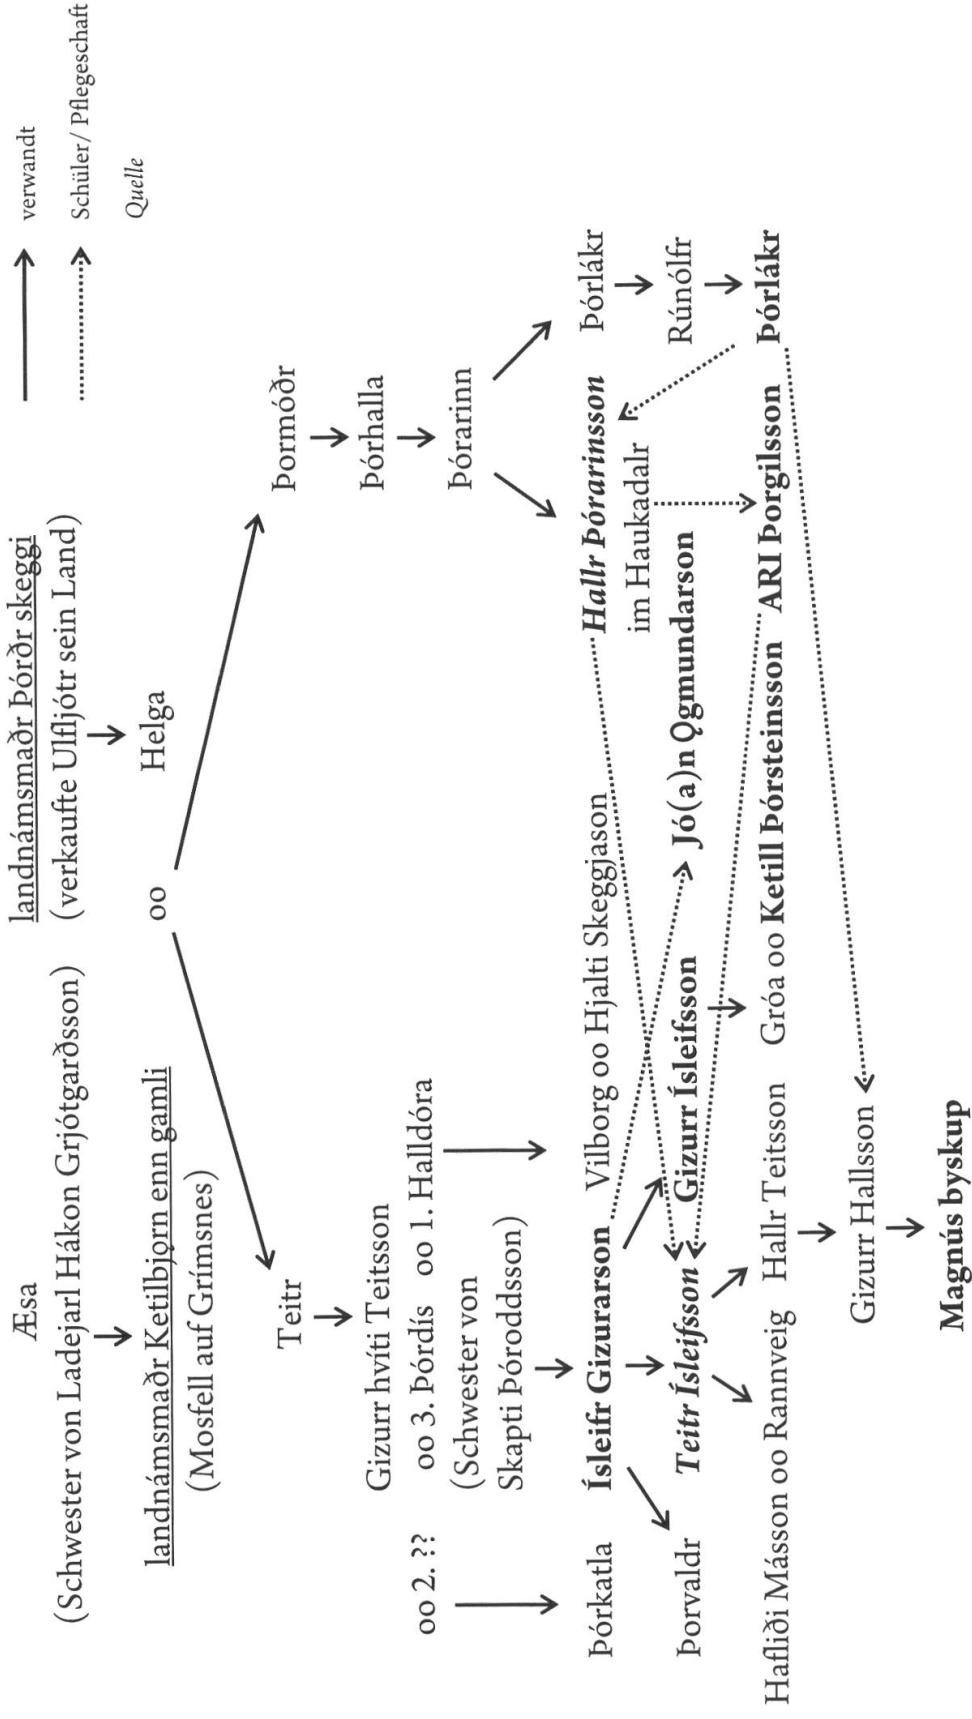 verwandt
Schüler/ Pflegeschaft
Quelle
Æsa
(Schwester von Ladejarl Hákon Grjótgarðsson)
landnámsmaðr Þórðr skeggi
(verkaufte Ulfljótr sein Land)
landnámsmaðr Ketilbjǫrn enn gamli
(Mosfell auf Grímsnes)
oo
Helga
Teitr
Þormóðr
Gizurr hvíti Teitsson
Þórhalla
oo 2. ??
oo 3. Þórdís
oo 1. Halldóra
(Schwester von
Skapti Þóroddsson)
Þórarinn
Þórkatla
Ísleifr Gizurarson
Vilborg oo Hjalti Skeggjason
Hallr Þórarinsson
im Haukadalr
Þórlákr
Þorvaldr
Teitr Ísleifsson
Gizurr Ísleifsson
Jó(a)n Ǫgmundarson
Rúnólfr
Hafliði Másson oo Rannveig
Hallr Teitsson
Gróa oo Ketill Þórsteinsson
ARI Þorgilsson
Þórlákr
Gizurr Hallsson
Magnús byskup